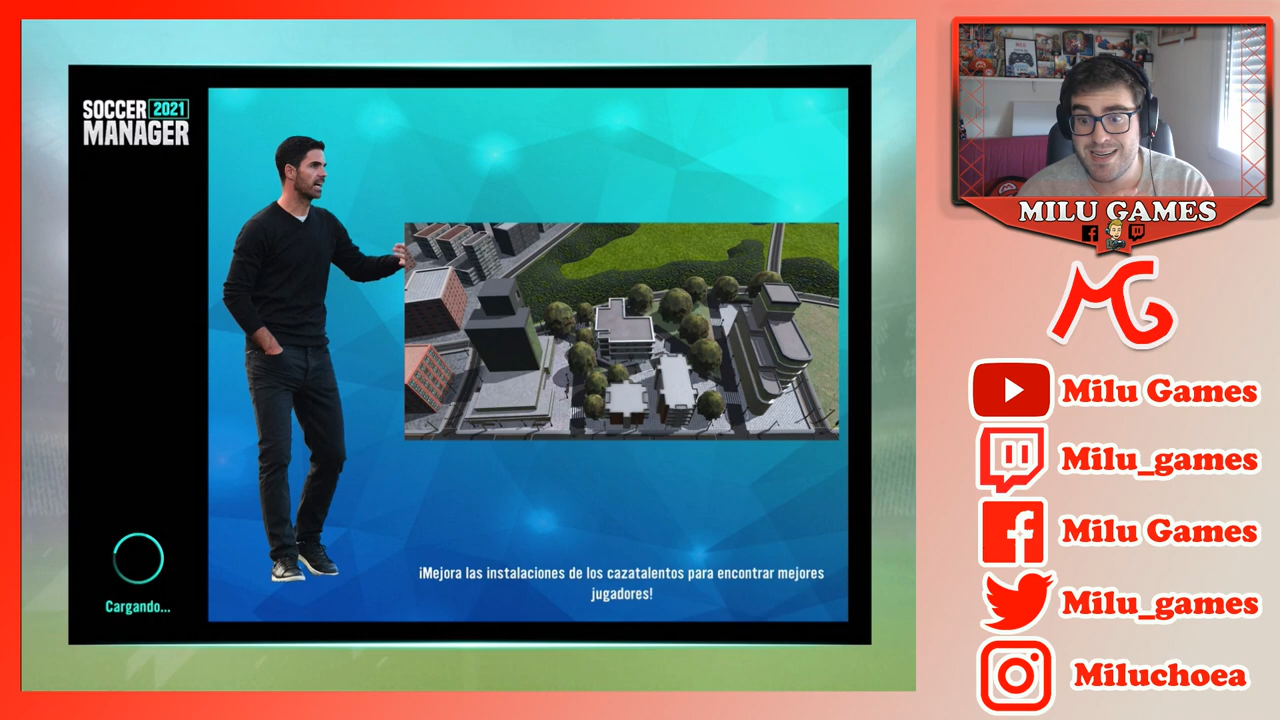 SOCCER 2021
MANAGER
¡Mejora las instalaciones de los cazatalentos para encontrar mejores
jugadores!
Cargando...
MILU GAMES
MG
Milu Games
Milu_games
Milu Games
Milu_games
Miluchoea